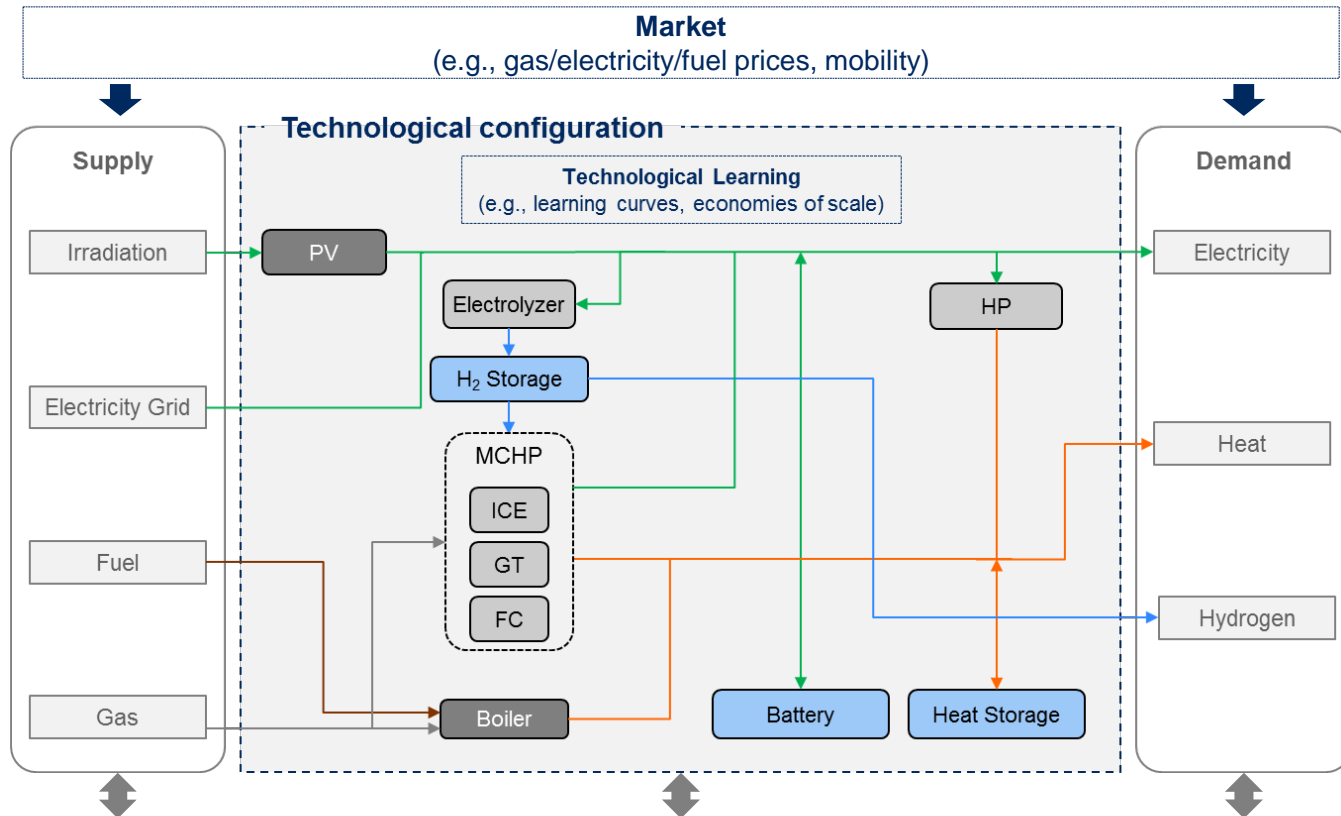 Market
(e.g., gas/electricity/fuel prices, mobility)
Technological configuration
Supply
Technological Learning
(e.g., learning curves, economies of scale)
Demand
Irradiation
PV
Electricity
Electrolyzer
HP
H₂ Storage
Electricity Grid
MCHP
Heat
ICE
Fuel
GT
FC
Hydrogen
Gas
Boiler
Battery
Heat Storage